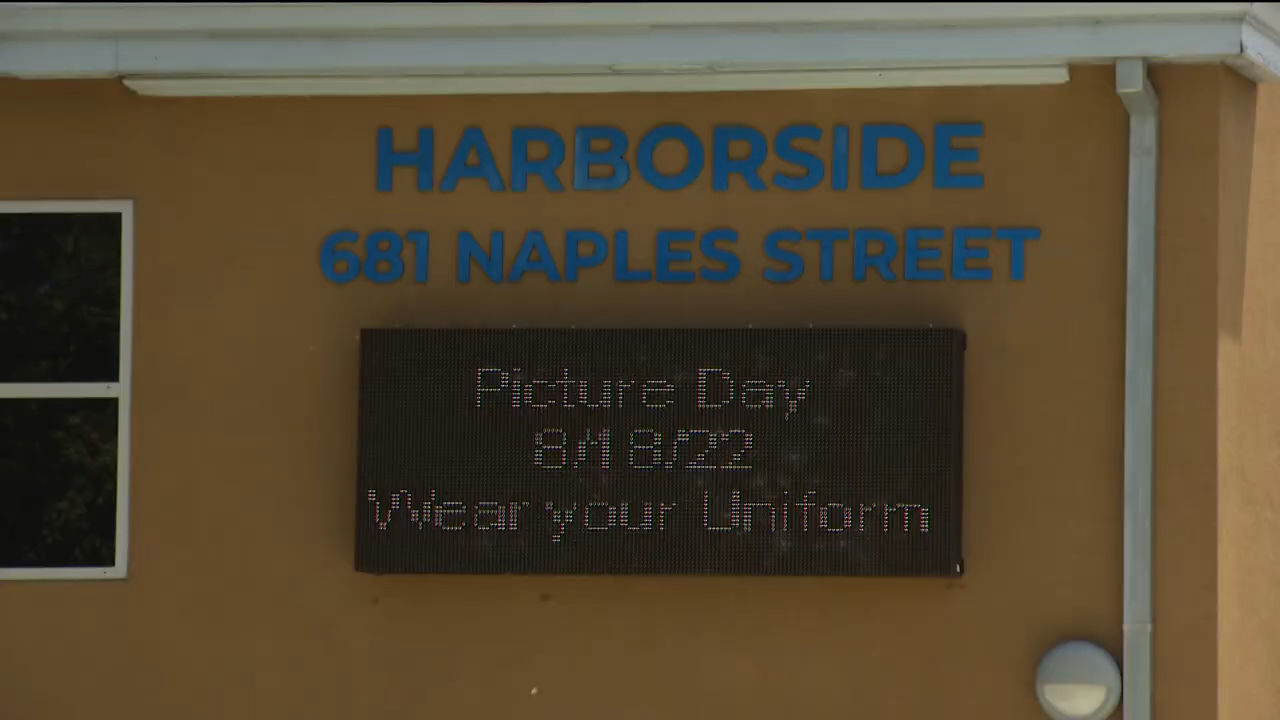 HARBORSIDE
681 NAPLES STREET
Picture Day
8/18/22
Wear your Uniform